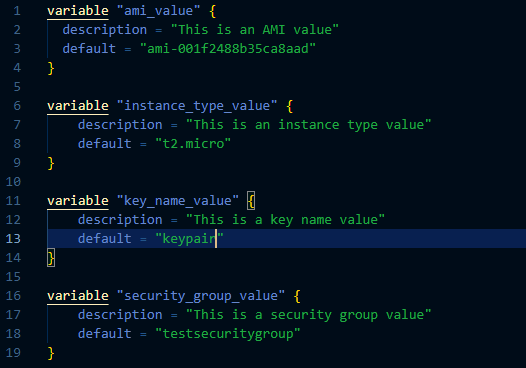 1 variable "ami_value" {
2 description = "This is an AMI value"
3 default = "ami-001f2488b35ca8aad"
4 }
5
6 variable "instance_type_value" {
7 description = "This is an instance type value"
8 default = "t2.micro"
9 }
10
11 variable "key_name_value" {
12 description = "This is a key name value"
13 default = "keypair"
14 }
15
16 variable "security_group_value" {
17 description = "This is a security group value"
18 default = "testsecuritygroup"
19 }